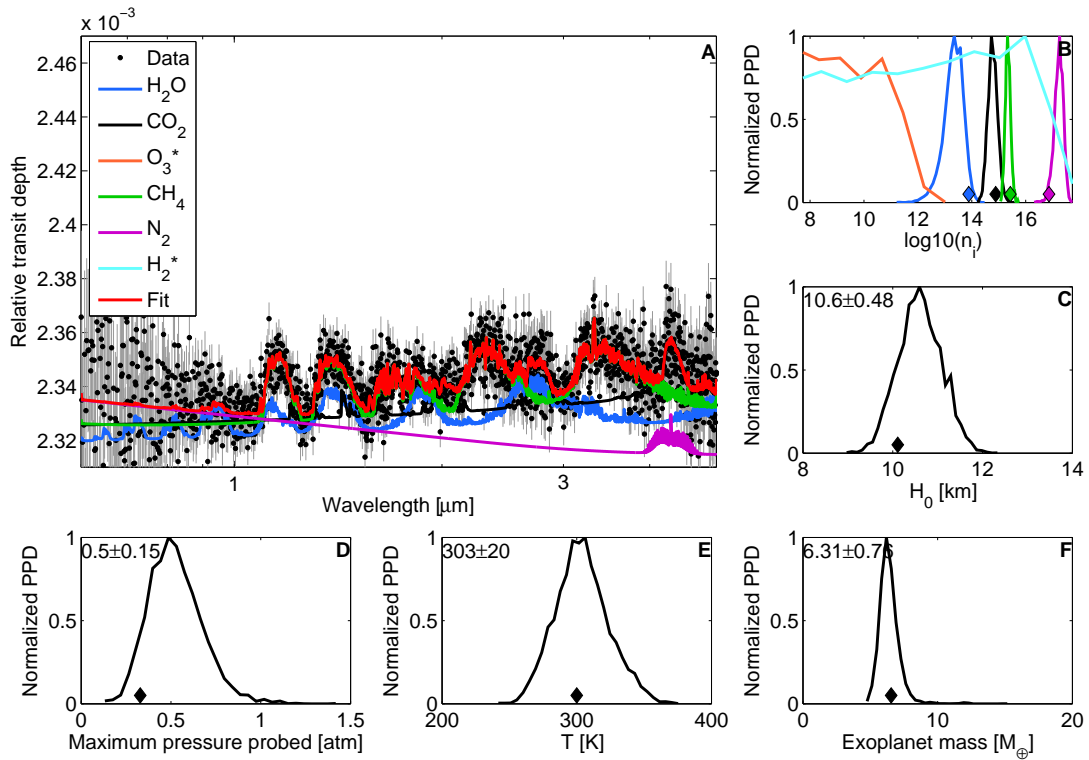 x 10⁻³
A
2.46
2.44
2.42
2.4
2.38
2.36
2.34
2.32
Relative transit depth
Data
H₂O
CO₂
O₃*
CH₄
N₂
H₂*
Fit
1
3
Wavelength [μm]
B
1
0.5
0
Normalized PPD
8
10
12
14
16
log10(nᵢ)
C
10.6±0.48
1
0.5
0
Normalized PPD
8
10
12
14
H₀ [km]
D
0.5±0.15
1
0.5
0
Normalized PPD
0
0.5
1
1.5
Maximum pressure probed [atm]
E
303±20
1
0.5
0
Normalized PPD
200
300
400
T [K]
F
6.31±0.76
1
0.5
0
Normalized PPD
0
10
20
Exoplanet mass [M⊕]